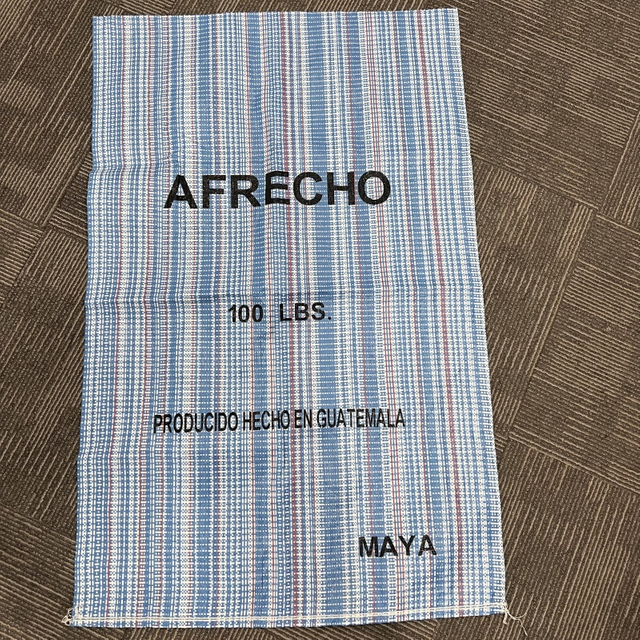 AFRECHO
100 LBS.
PRODUCIDO HECHO EN GUATEMALA
MAYA